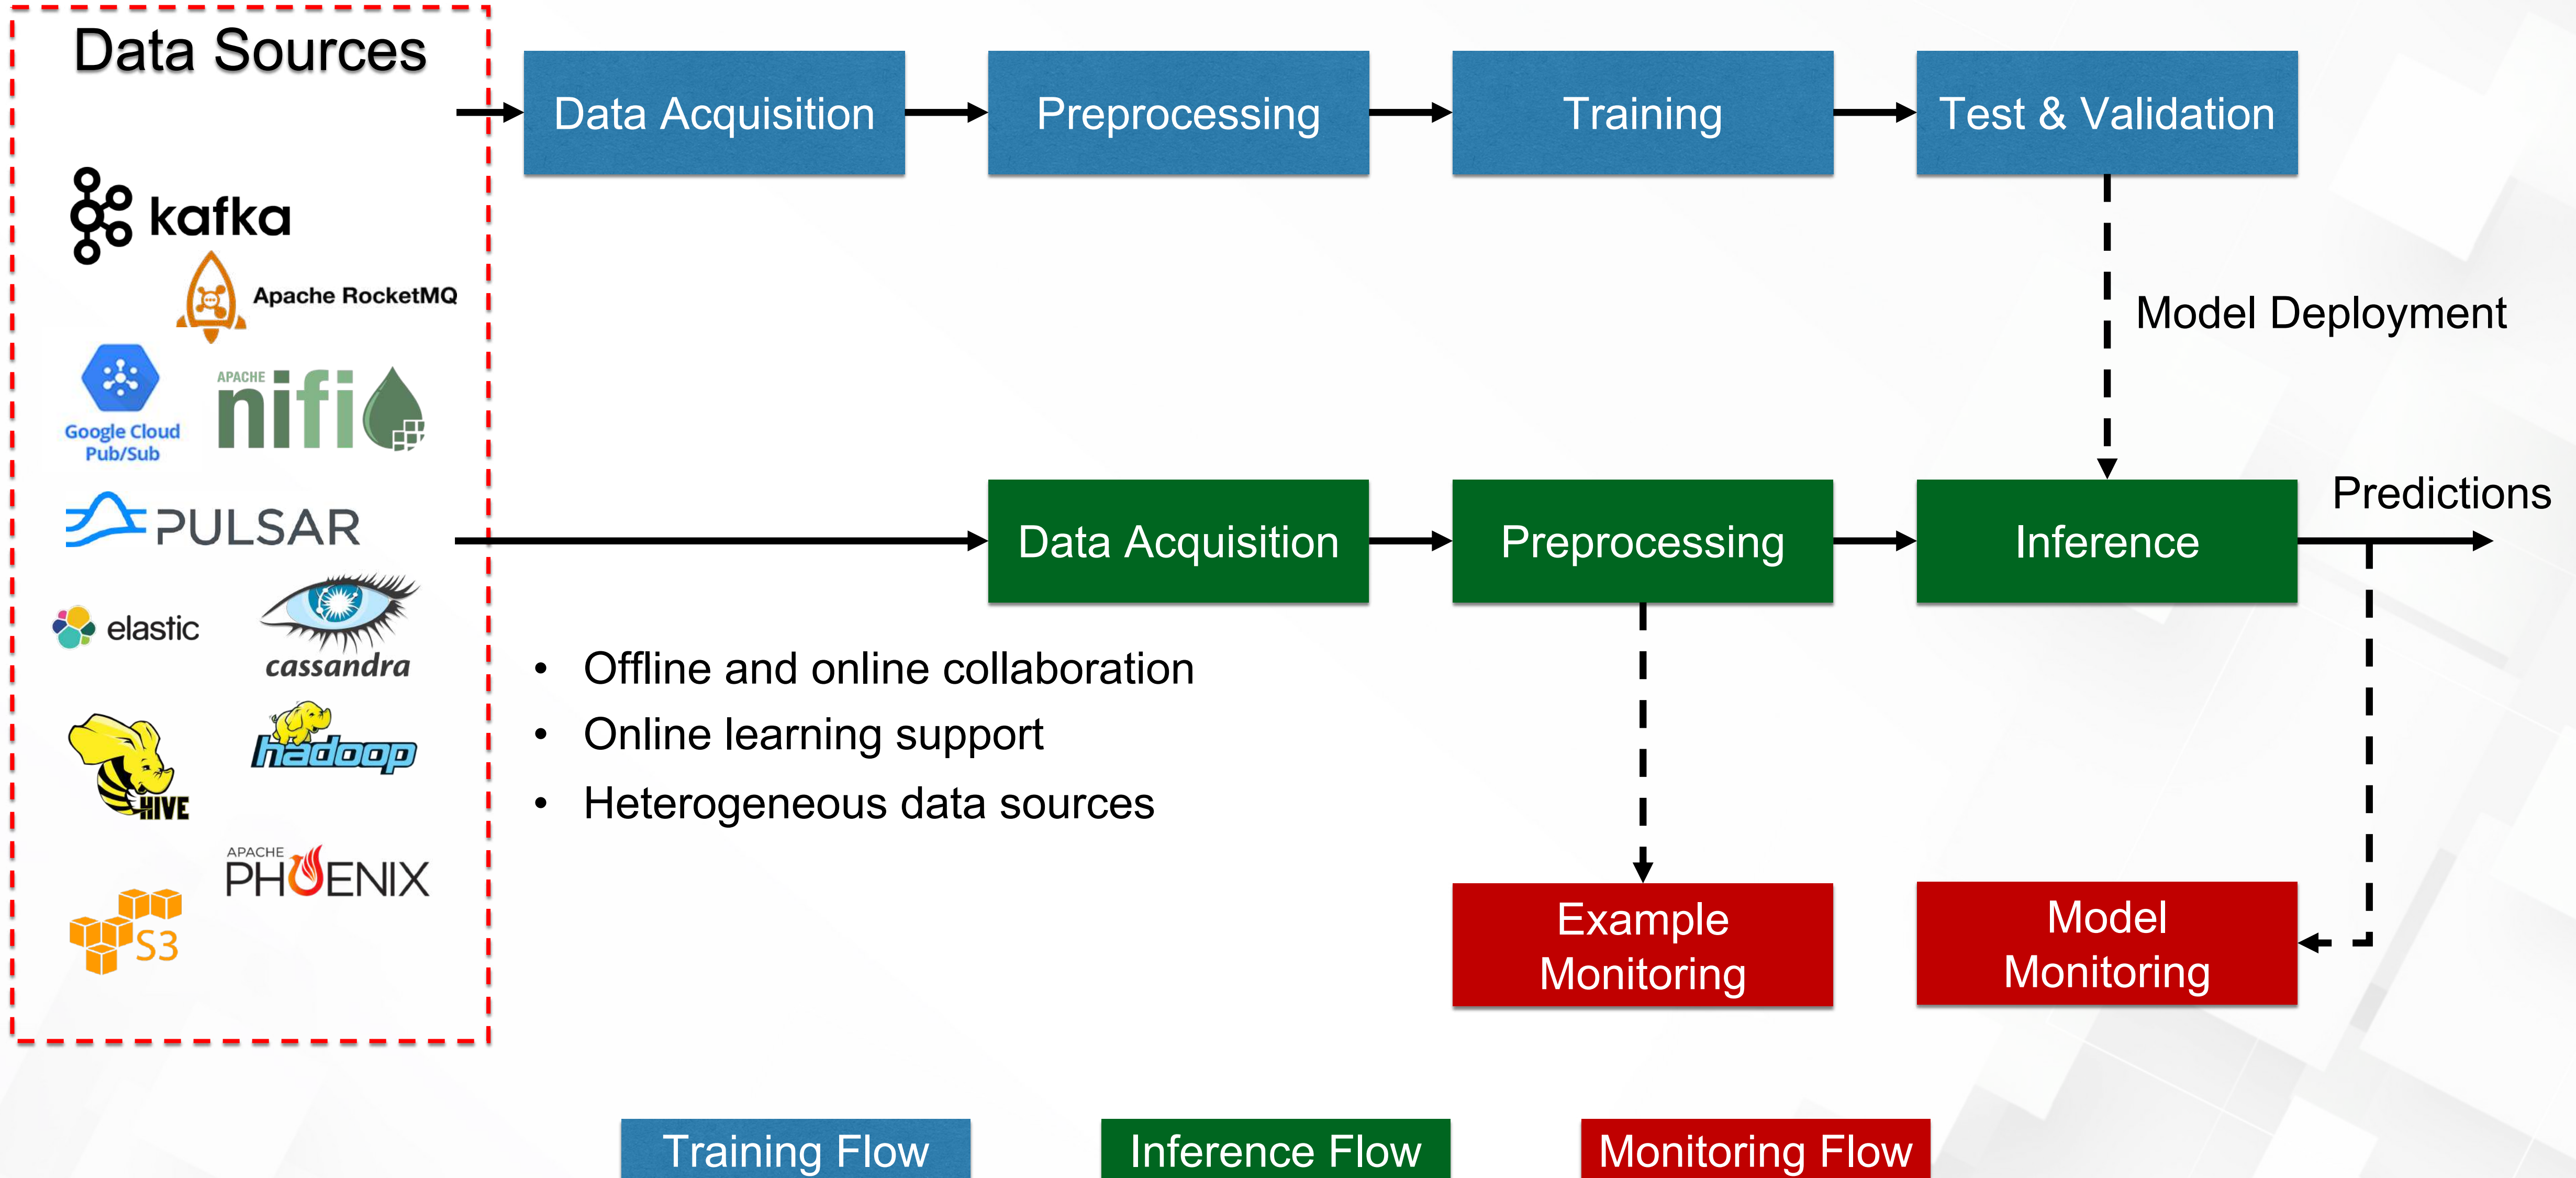 Data Sources
Data Acquisition
Preprocessing
Training
Test & Validation
kafka
Apache RocketMQ
Model Deployment
Google Cloud
Pub/Sub
APACHE
nifi
PULSAR
Data Acquisition
Preprocessing
Inference
Predictions
elastic
cassandra
• Offline and online collaboration
• Online learning support
• Heterogeneous data sources
HIVE
hadoop
APACHE
PHOENIX
S3
Example
Monitoring
Model
Monitoring
Training Flow
Inference Flow
Monitoring Flow